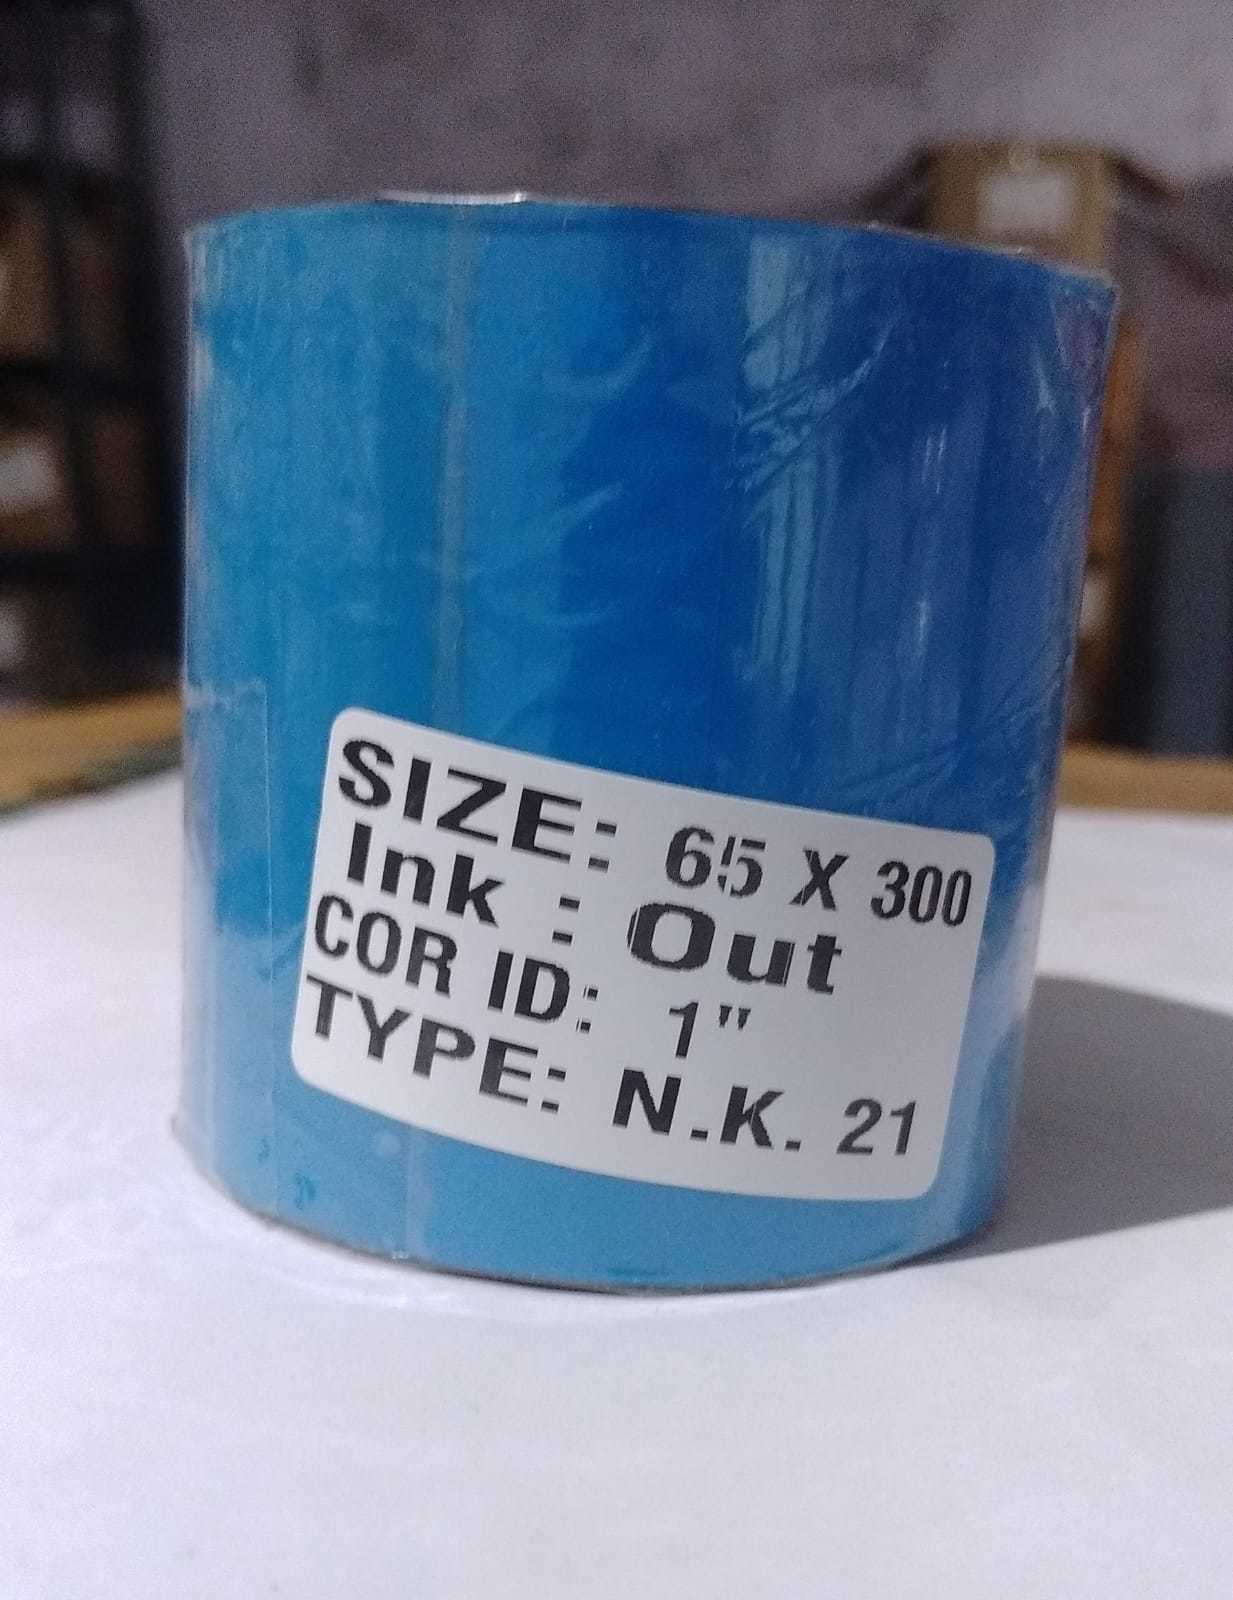 SIZE: 65 X 300
Ink : Out
COR ID: 1"
TYPE: N.K. 21